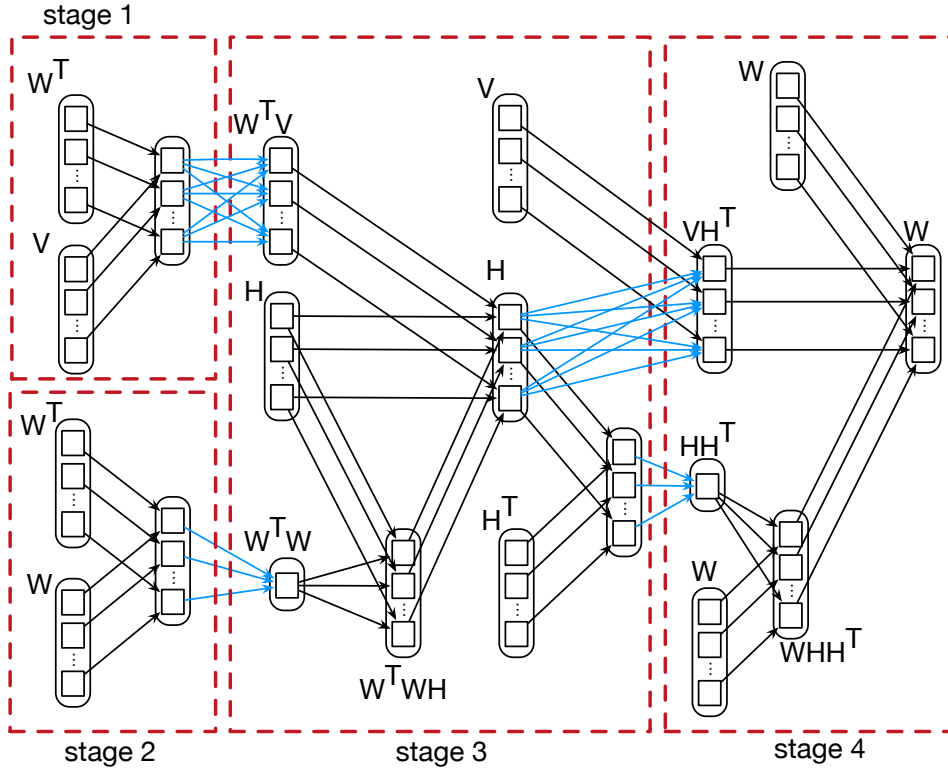 stage 1
W^T
V
W^T V
H
V
H
W
VH^T
W
W^T
W
W^T W
W^T WH
H^T
HH^T
W
WHH^T
stage 2
stage 3
stage 4